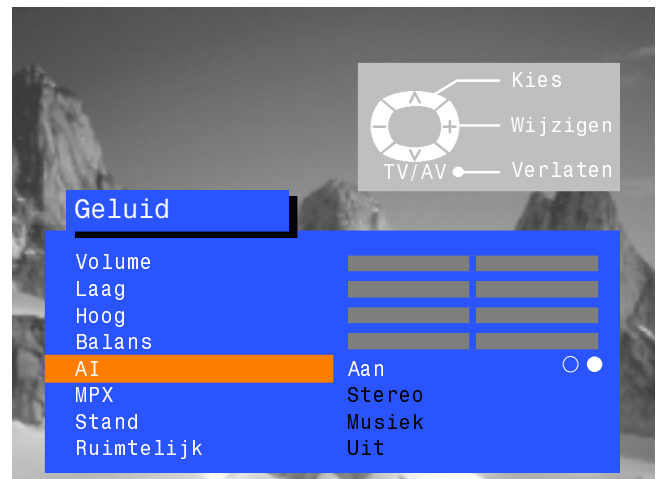 Kies
Wijzigen
TV/AV Verlaten
Geluid
Volume
Laag
Hoog
Balans
AI Aan
MPX Stereo
Stand Musiek
Ruimtelijk Uit